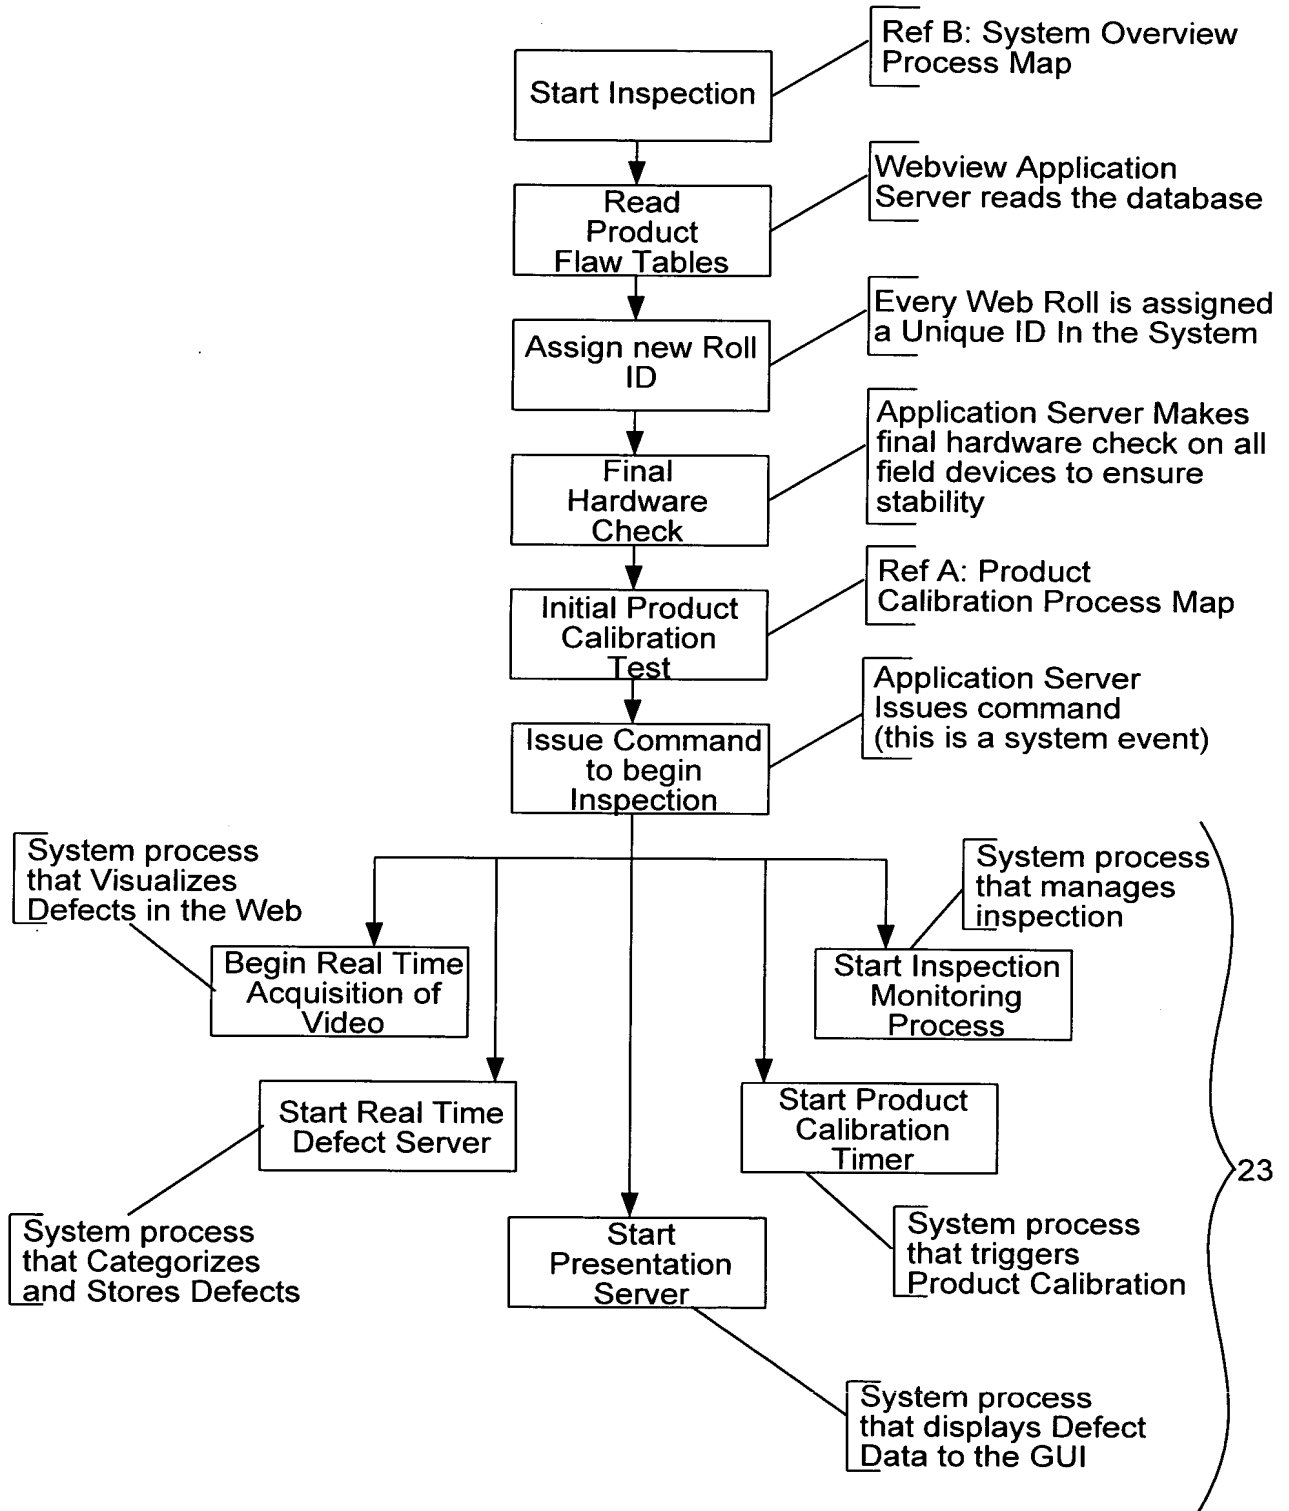 Start Inspection
Ref B: System Overview
Process Map
Read
Product
Flaw Tables
Webview Application
Server reads the database
Assign new Roll
ID
Every Web Roll is assigned
a Unique ID In the System
Final
Hardware
Check
Application Server Makes
final hardware check on all
field devices to ensure
stability
Initial Product
Calibration
Test
Ref A: Product
Calibration Process Map
Issue Command
to begin
Inspection
Application Server
Issues command
(this is a system event)
System process
that Visualizes
Defects in the Web
System process
that manages
inspection
Begin Real Time
Acquisition of
Video
Start Inspection
Monitoring
Process
Start Real Time
Defect Server
Start Product
Calibration
Timer
23
System process
that Categorizes
and Stores Defects
Start
Presentation
Server
System process
that triggers
Product Calibration
System process
that displays Defect
Data to the GUI